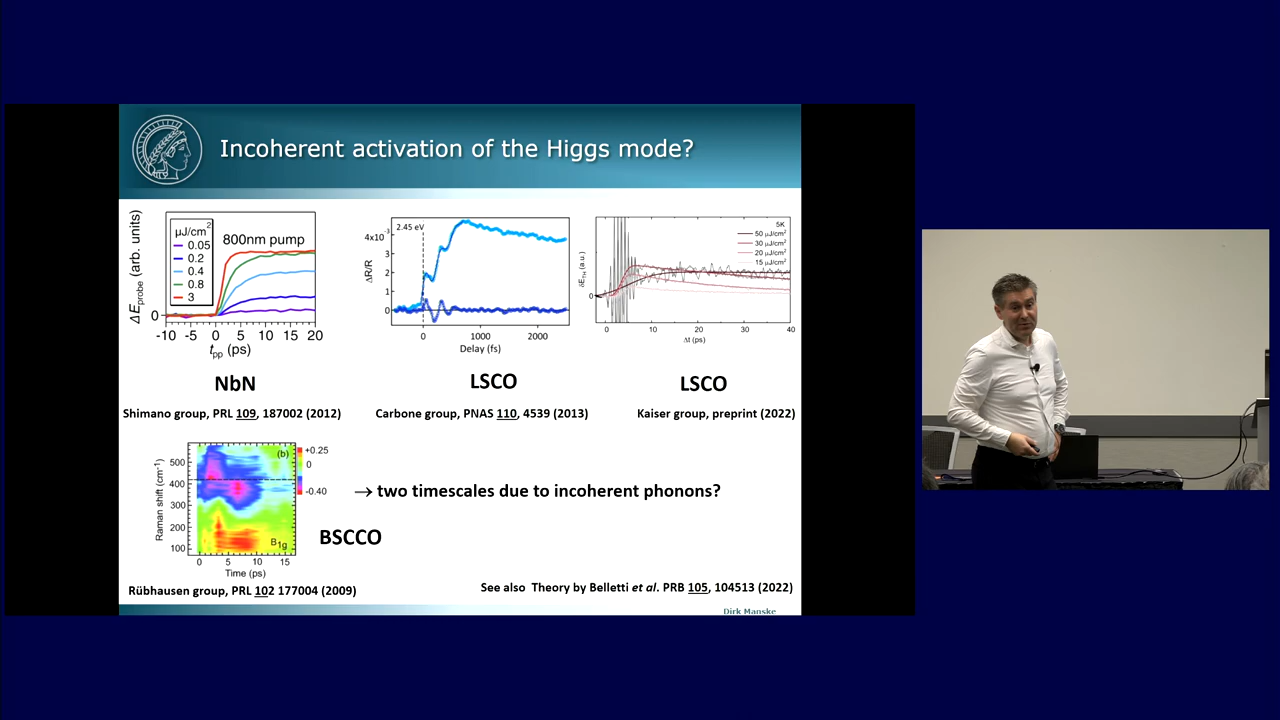 Incoherent activation of the Higgs mode?
ΔEprobe (arb. units)
μJ/cm²
0.05
0.2
0.4
0.8
3
800nm pump
0
-10 -5 0 5 10 15 20
tpp (ps)
NbN
Shimano group, PRL 109, 187002 (2012)
2.45 eV
4x10⁻³
3
2
1
0
ΔR/R
0 1000 2000
Delay (fs)
LSCO
Carbone group, PNAS 110, 4539 (2013)
5K
50 μJ/cm²
30 μJ/cm²
20 μJ/cm²
15 μJ/cm²
0
0 10 20 30 40
Δt (ps)
LSCO
Kaiser group, preprint (2022)
Raman shift (cm⁻¹)
500
400
300
200
100
(b)
+0.25
0
-0.40
B1g
0 5 10 15
Time (ps)
BSCCO
Rübhausen group, PRL 102 177004 (2009)
→ two timescales due to incoherent phonons?
See also Theory by Belletti et al. PRB 105, 104513 (2022)
Dirk Manske